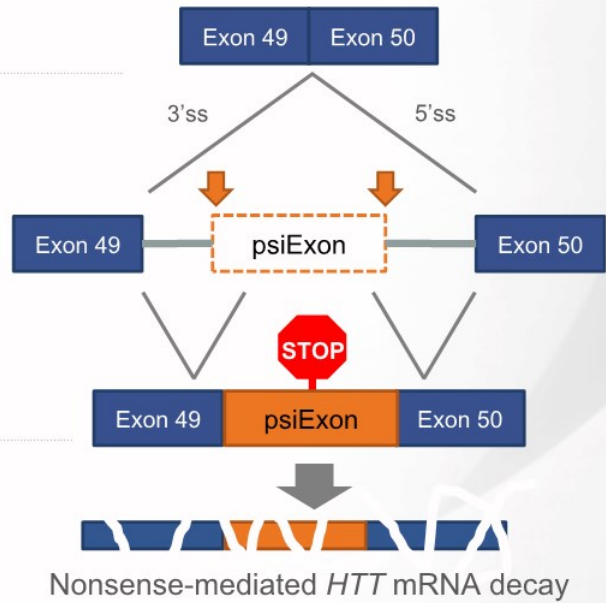 Exon 49 Exon 50
3'ss 5'ss
Exon 49 psiExon Exon 50
STOP
Exon 49 psiExon Exon 50
Nonsense-mediated HTT mRNA decay